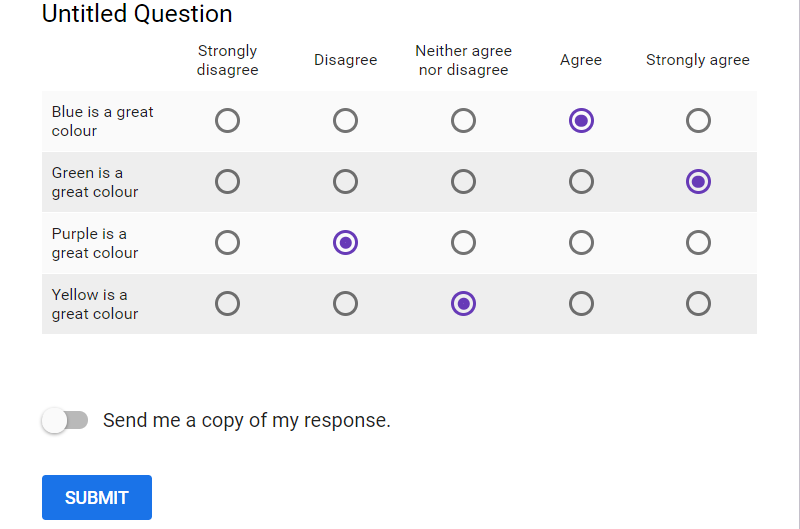 Untitled Question
Strongly disagree
Disagree
Neither agree nor disagree
Agree
Strongly agree
Blue is a great
colour
Green is a
great colour
Purple is a
great colour
Yellow is a
great colour
Send me a copy of my response.
SUBMIT